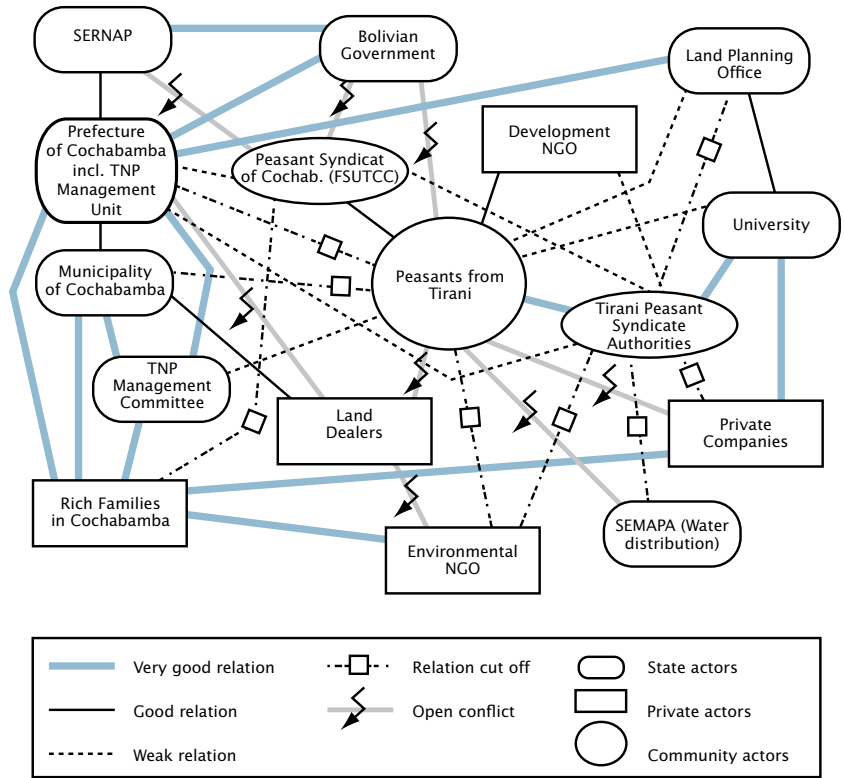 SERNAP
Bolivian
Government
Land Planning
Office
Development
NGO
Prefecture
of Cochabamba
incl. TNP
Management
Unit
Peasant Syndicat
of Cochab. (FSUTCC)
University
Peasants from
Tirani
Municipality
of Cochabamba
Tirani Peasant
Syndicate
Authorities
TNP
Management
Committee
Land
Dealers
Private
Companies
Rich Families
in Cochabamba
SEMAPA (Water
distribution)
Environmental
NGO
Very good relation
Relation cut off
State actors
Good relation
Open conflict
Private actors
Weak relation
Community actors